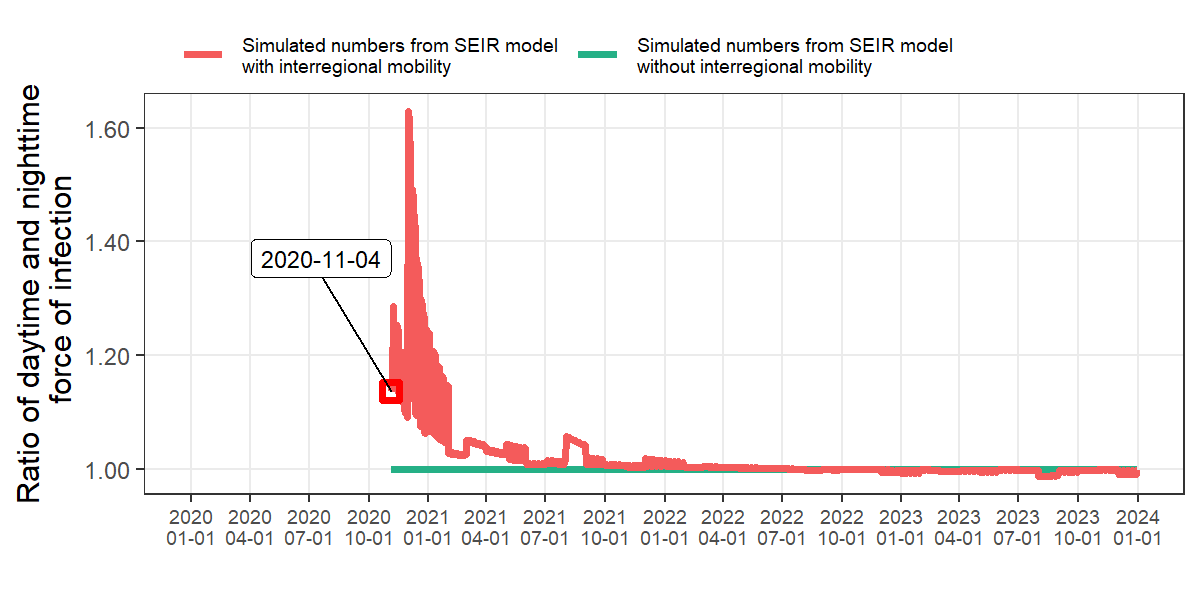 Simulated numbers from SEIR model
with interregional mobility
Simulated numbers from SEIR model
without interregional mobility
Ratio of daytime and nighttime
force of infection
1.60
1.40
1.20
1.00
2020-11-04
2020 2020 2020 2020 2021 2021 2021 2021 2022 2022 2022 2022 2023 2023 2023 2023 2024
01-01 04-01 07-01 10-01 01-01 04-01 07-01 10-01 01-01 04-01 07-01 10-01 01-01 04-01 07-01 10-01 01-01